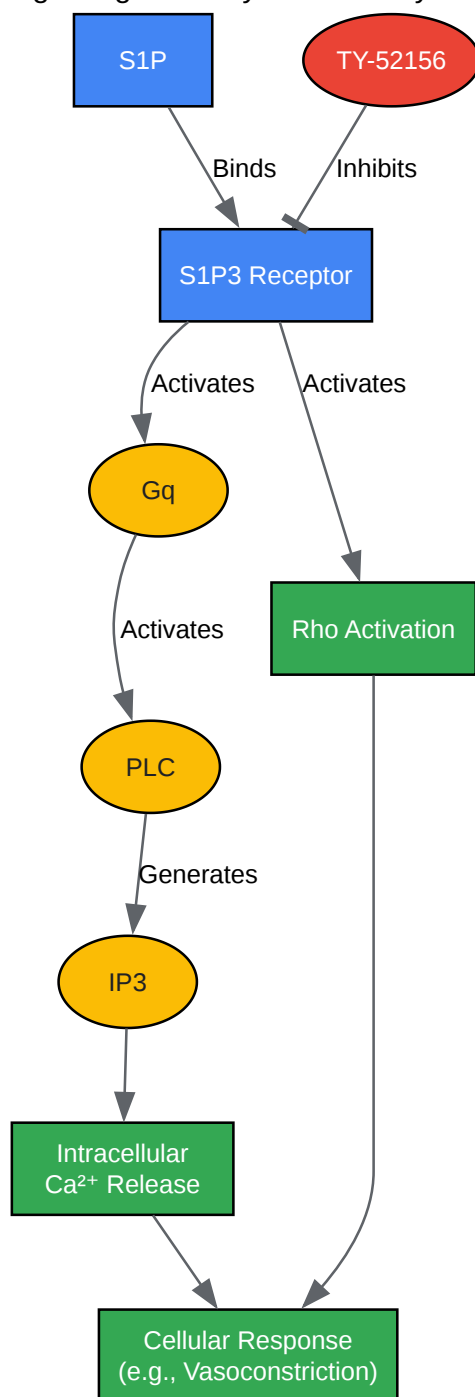 S1P
TY-52156
Binds
Inhibits
S1P3 Receptor
Activates
Activates
Gq
Rho Activation
Activates
PLC
Generates
IP3
Intracellular
Ca²⁺ Release
Cellular Response
(e.g., Vasoconstriction)